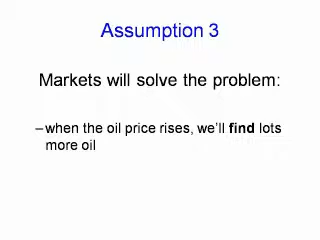 Assumption 3
Markets will solve the problem:
–when the oil price rises, we'll find lots
more oil